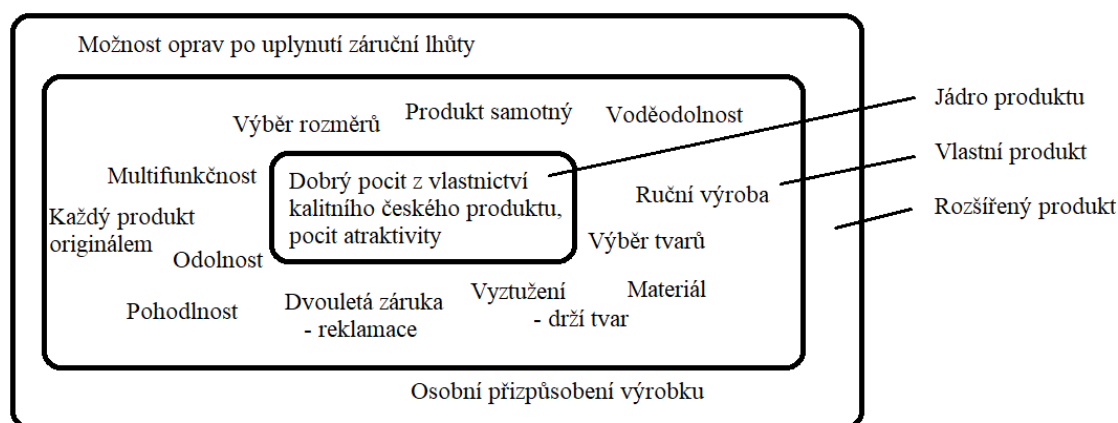 Možnost oprav po uplynutí záruční lhůty
Výběr rozměrů
Produkt samotný
Voděodolnost
Jádro produktu
Multifunkčnost
Dobrý pocit z vlastnictví
kalitního českého produktu,
pocit atraktivity
Ruční výroba
Vlastní produkt
Každý produkt
originálem
Odolnost
Výběr tvarů
Rozšířený produkt
Pohodlnost
Dvouletá záruka
- reklamace
Vyztužení
- drží tvar
Materiál
Osobní přizpůsobení výrobku